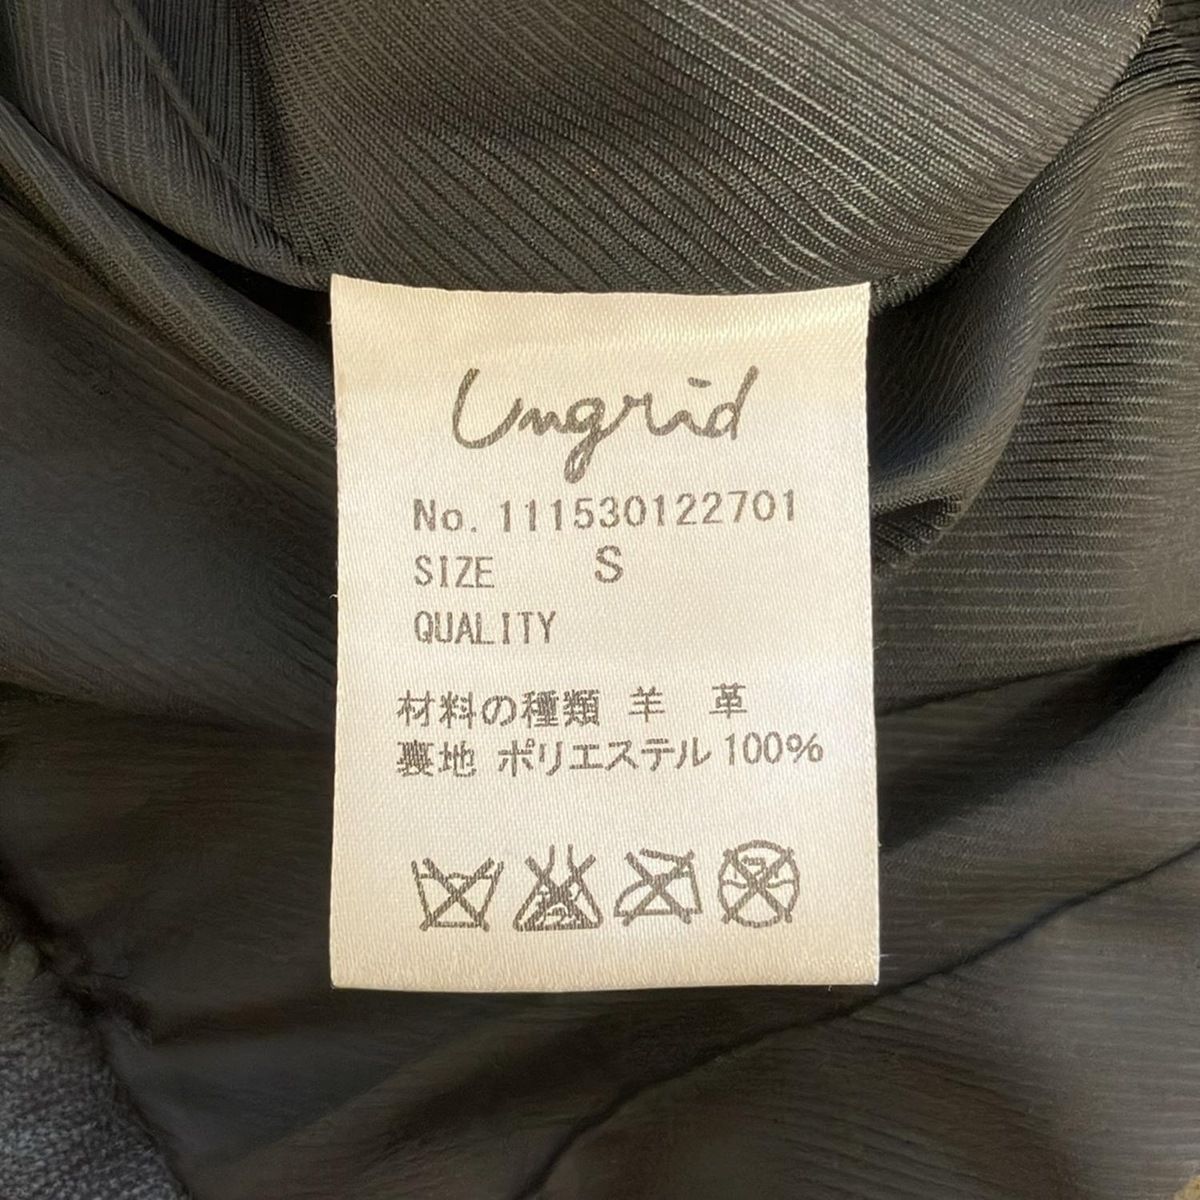 Ungrid
No. 111530122701
SIZE S
QUALITY
材料の種類 羊 革
裏地 ポリエステル 100%